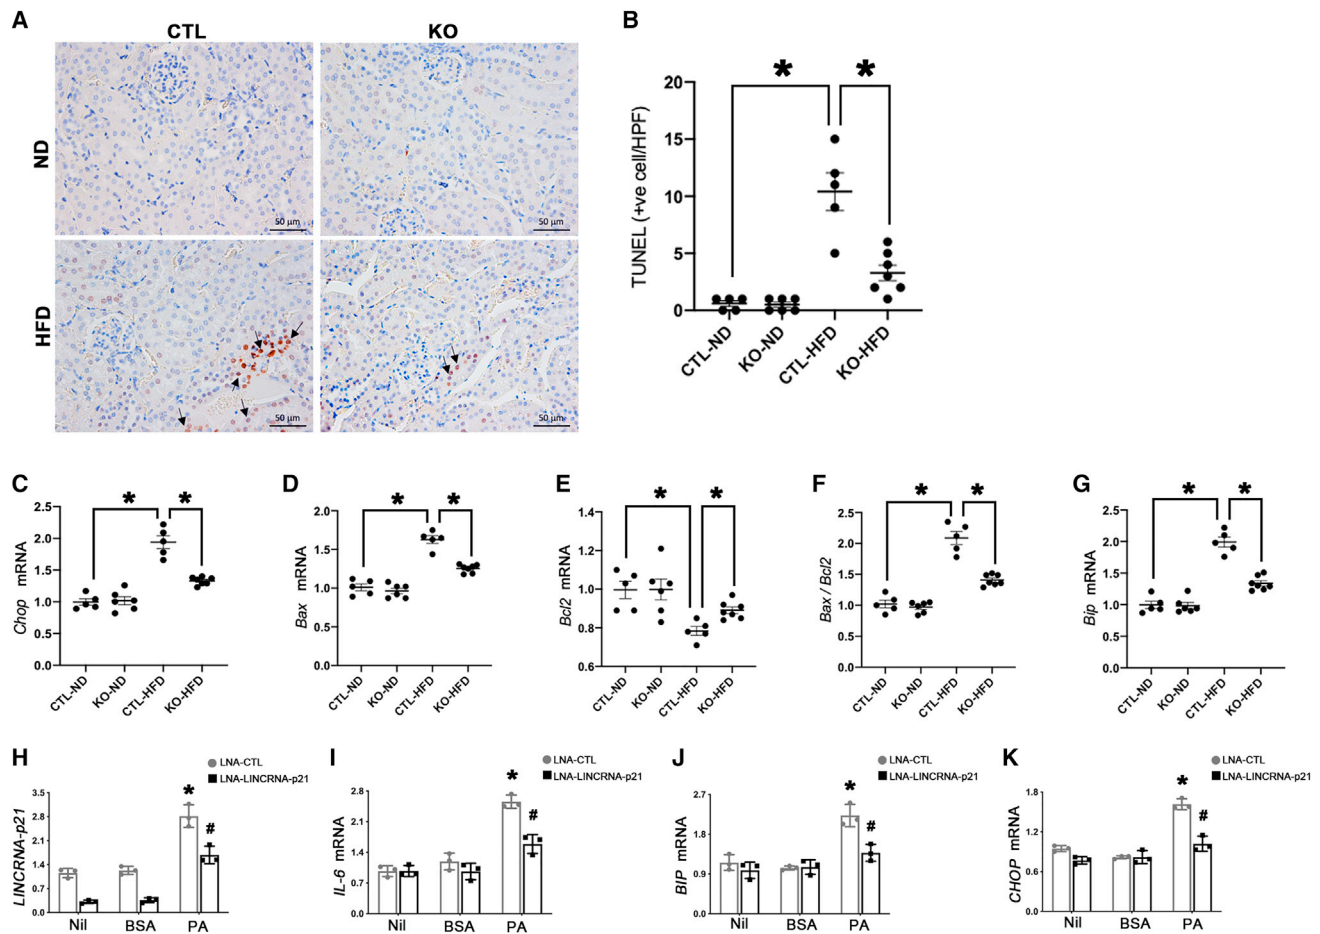 A
CTL
KO
ND
50 μm
50 μm
HFD
50 μm
50 μm
B
* *
TUNEL (+ve cell/HPF)
20
15
10
5
0
CTL-ND
KO-ND
CTL-HFD
KO-HFD
C
* *
Chop mRNA
2.5
2.0
1.5
1.0
0.5
0.0
CTL-ND
KO-ND
CTL-HFD
KO-HFD
D
* *
Bax mRNA
2.0
1.5
1.0
0.5
0.0
CTL-ND
KO-ND
CTL-HFD
KO-HFD
E
* *
Bcl2 mRNA
1.4
1.2
1.0
0.8
0.6
CTL-ND
KO-ND
CTL-HFD
KO-HFD
F
* *
Bax / Bcl2
2.5
2.0
1.5
1.0
0.5
0.0
CTL-ND
KO-ND
CTL-HFD
KO-HFD
G
* *
Bip mRNA
2.5
2.0
1.5
1.0
0.5
0.0
CTL-ND
KO-ND
CTL-HFD
KO-HFD
H
LNA-CTL
LNA-LINCRNA-p21
*
#
LINCRNA-p21
3.5
2.8
2.1
1.4
0.7
0.0
Nil BSA PA
I
LNA-CTL
LNA-LINCRNA-p21
*
#
IL-6 mRNA
2.8
2.1
1.4
0.7
0.0
Nil BSA PA
J
LNA-CTL
LNA-LINCRNA-p21
*
#
BIP mRNA
2.7
1.8
0.9
0.0
Nil BSA PA
K
LNA-CTL
LNA-LINCRNA-p21
*
#
CHOP mRNA
1.8
1.2
0.6
0.0
Nil BSA PA